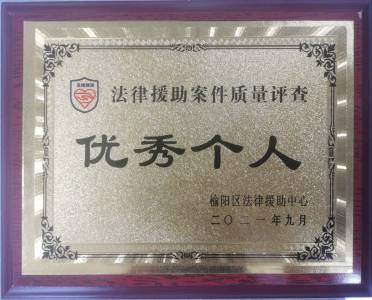 法律援助案件质量评查
优秀个人
榆阳区法律援助中心
二〇二一年九月